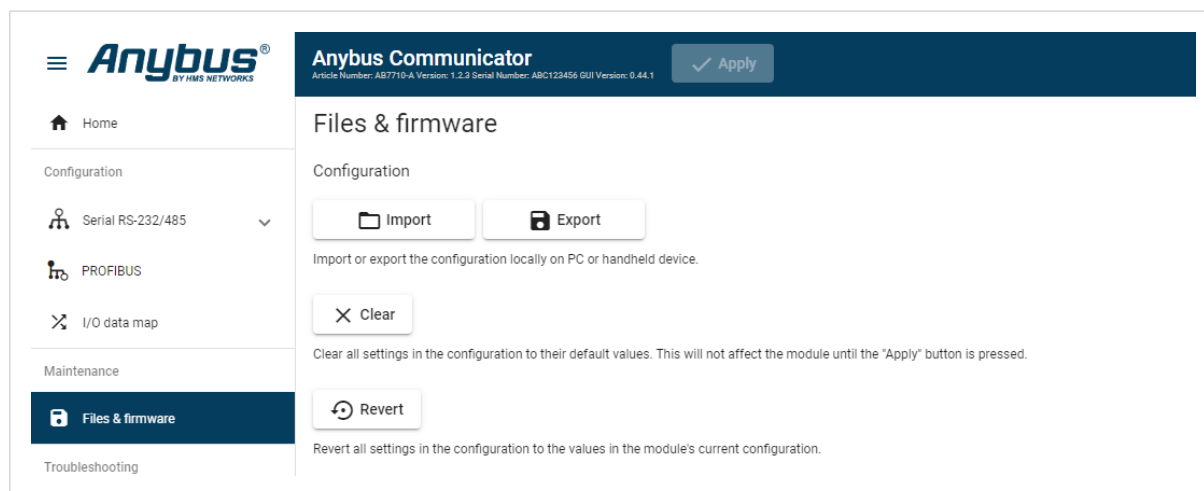 Anybus®
BY HMS NETWORKS
Anybus Communicator
Article Number: AB7710-A Version: 1.2.3 Serial Number: ABC123456 GUI Version: 0.44.1
Apply
Home
Configuration
Serial RS-232/485
PROFIBUS
I/O data map
Maintenance
Files & firmware
Troubleshooting
Files & firmware
Configuration
Import Export
Import or export the configuration locally on PC or handheld device.
Clear
Clear all settings in the configuration to their default values. This will not affect the module until the "Apply" button is pressed.
Revert
Revert all settings in the configuration to the values in the module's current configuration.